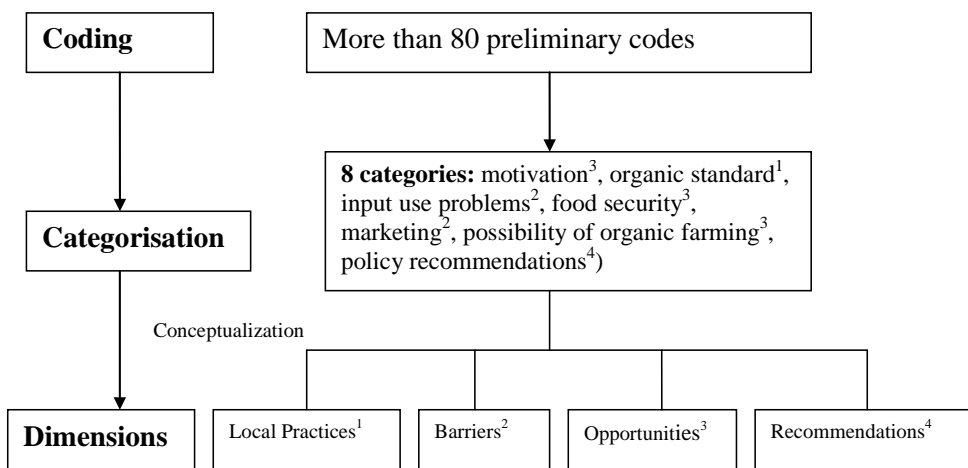 Coding
More than 80 preliminary codes
8 categories: motivation³, organic standard¹,
input use problems², food security³,
marketing², possibility of organic farming³,
policy recommendations⁴)
Categorisation
Conceptualization
Dimensions
Local Practices¹
Barriers²
Opportunities³
Recommendations⁴